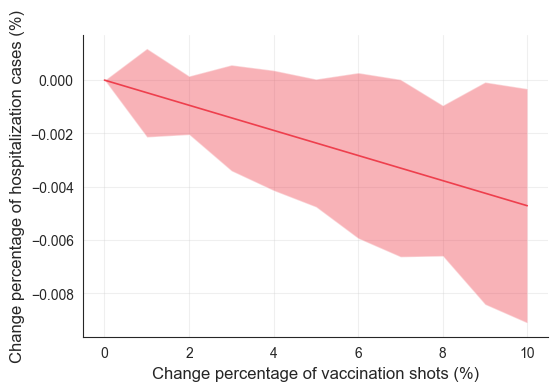 Change percentage of hospitalization cases (%)
0.000
−0.002
−0.004
−0.006
−0.008
0 2 4 6 8 10
Change percentage of vaccination shots (%)